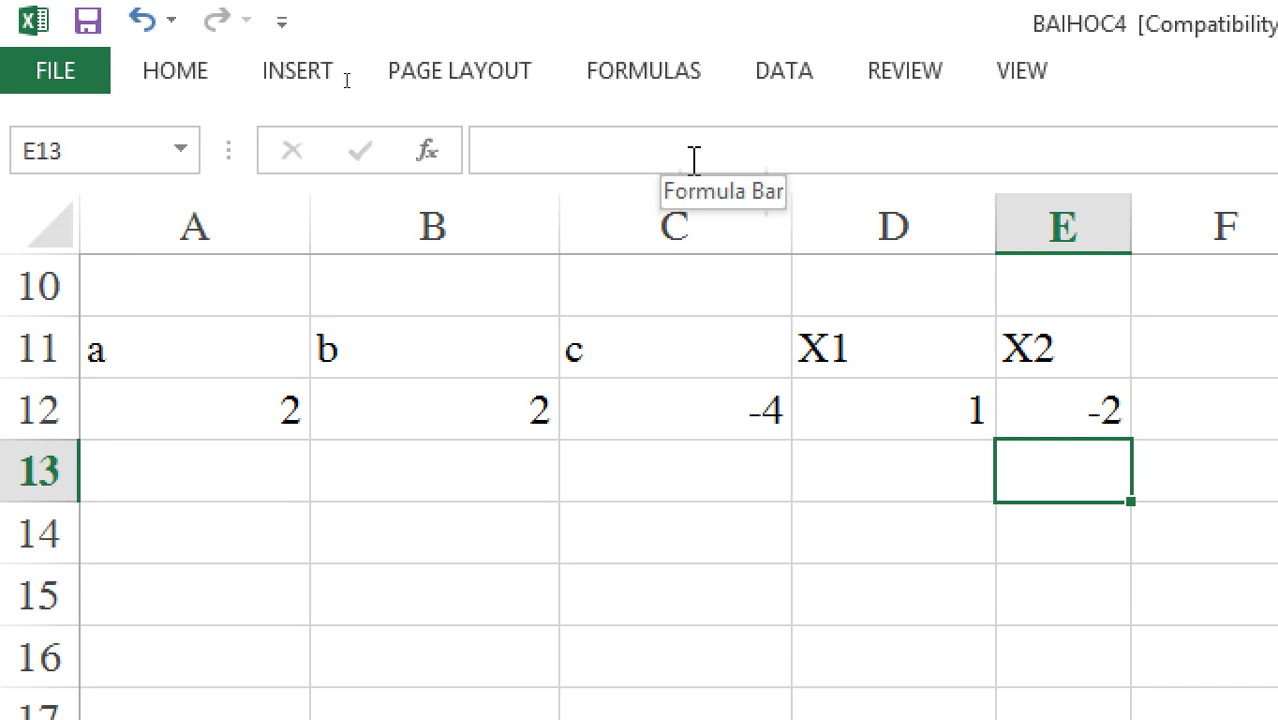 BAIHOC4 [Compatibility
FILE HOME INSERT PAGE LAYOUT FORMULAS DATA REVIEW VIEW
E13 fx
Formula Bar
A B C D E F
10
11 a b c X1 X2
12 2 2 -4 1 -2
13
14
15
16
17